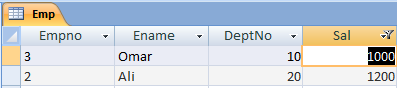 Emp
Empno Ename DeptNo Sal
3 Omar 10 1000
2 Ali 20 1200